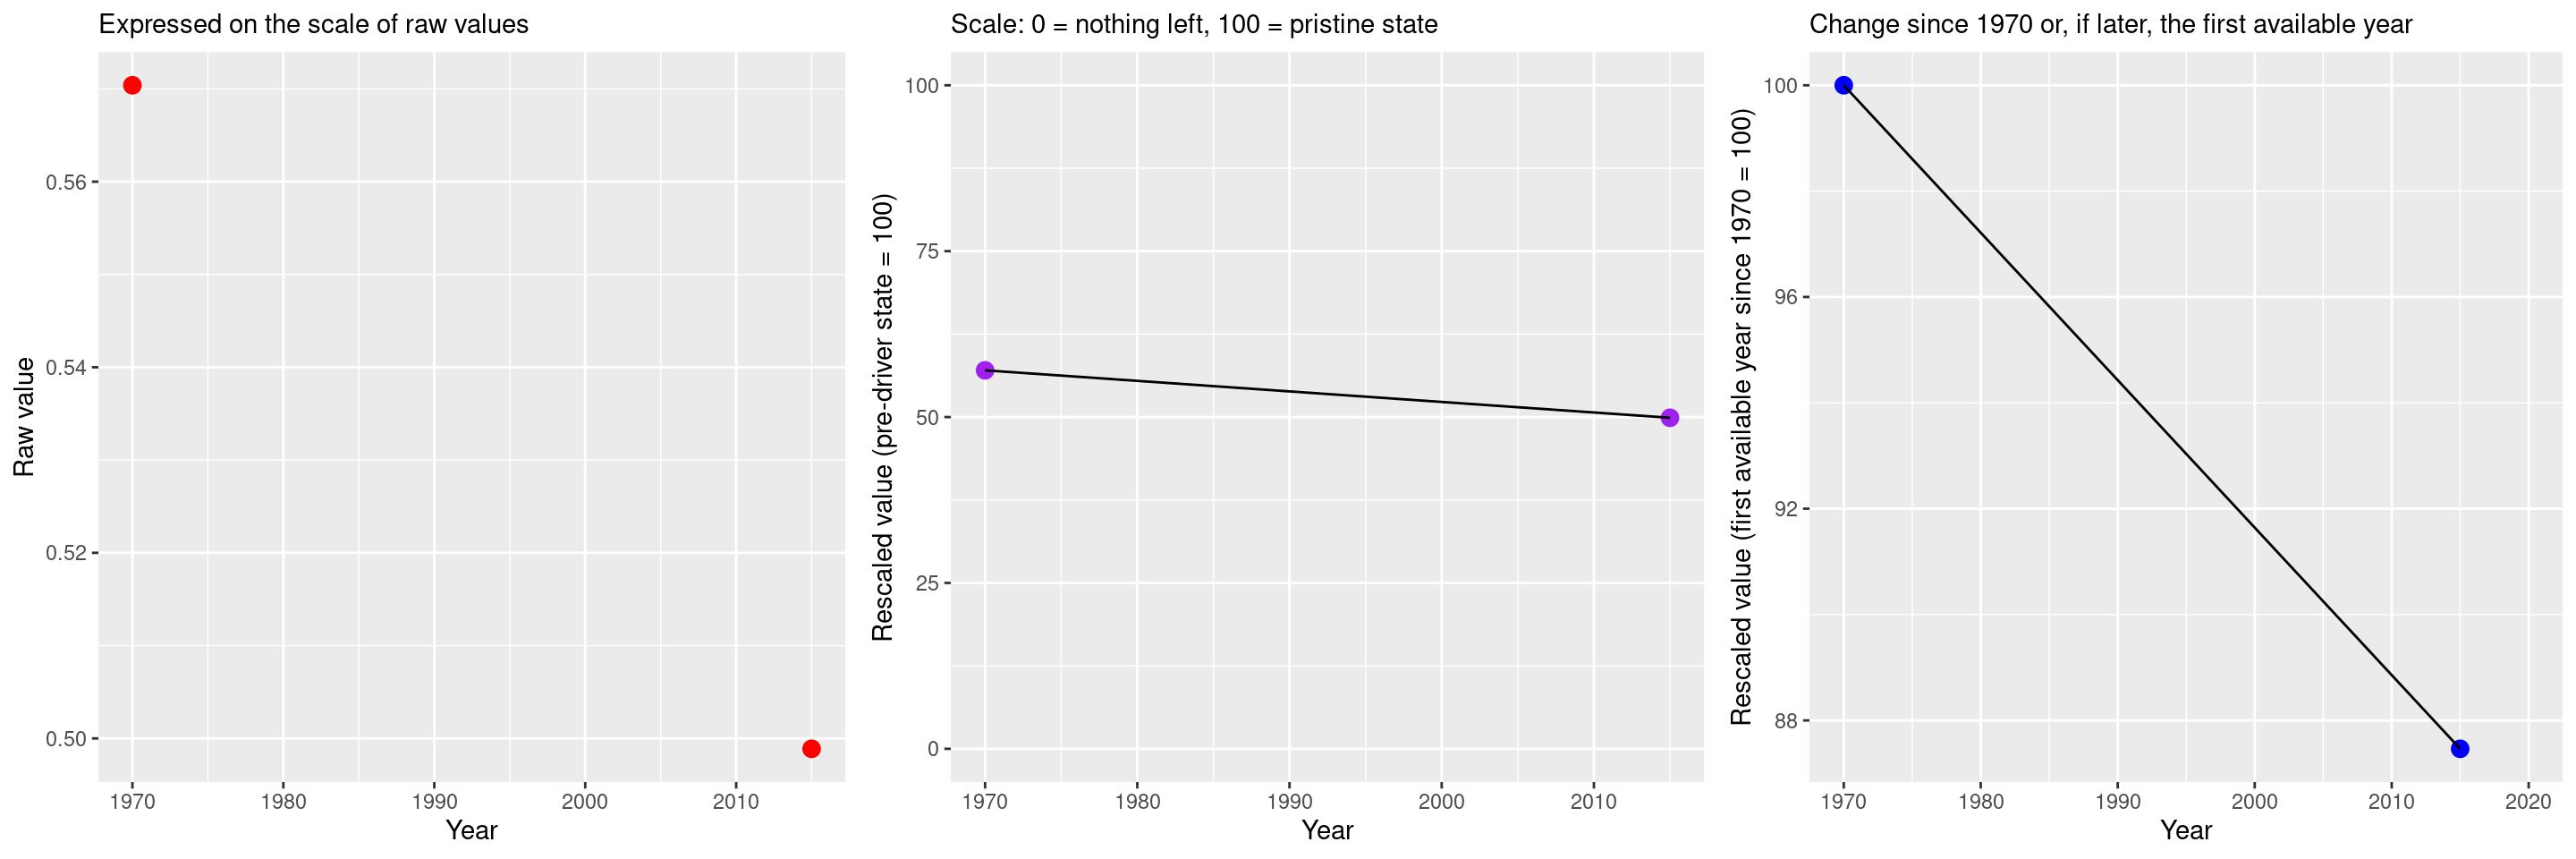 Expressed on the scale of raw values
Raw value
0.56
0.54
0.52
0.50
1970 1980 1990 2000 2010
Year
Scale: 0 = nothing left, 100 = pristine state
Rescaled value (pre-driver state = 100)
100
75
50
25
0
1970 1980 1990 2000 2010
Year
Change since 1970 or, if later, the first available year
Rescaled value (first available year since 1970 = 100)
100
96
92
88
1970 1980 1990 2000 2010 2020
Year